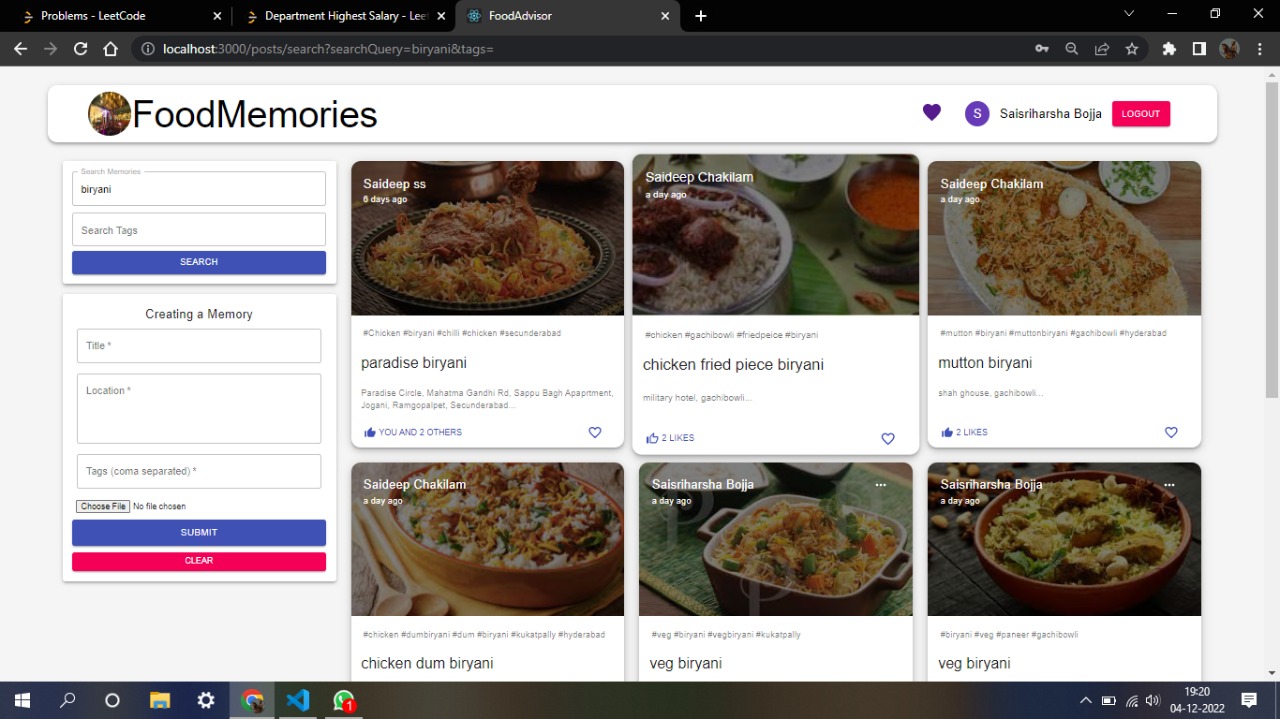 Problems - LeetCode
Department Highest Salary - Leet
FoodAdvisor
localhost:3000/posts/search?searchQuery=biryani&tags=
FoodMemories
S
Saisriharsha Bojja
LOGOUT
Search Memories
biryani
Search Tags
SEARCH
Creating a Memory
Title *
Location *
Tags (coma separated) *
Choose File No file chosen
SUBMIT
CLEAR
Saideep ss
6 days ago
#Chicken #biryani #chilli #chicken #secunderabad
paradise biryani
Paradise Circle, Mahatma Gandhi Rd, Sappu Bagh Apaprtment,
Jogani, Ramgopalpet, Secunderabad...
YOU AND 2 OTHERS
Saideep Chakilam
a day ago
#chicken #gachibowli #friedpeice #biryani
chicken fried piece biryani
military hotel, gachibowli...
2 LIKES
Saideep Chakilam
a day ago
#mutton #biryani #muttonbiryani #gachibowli #hyderabad
mutton biryani
shah ghouse, gachibowli...
2 LIKES
Saideep Chakilam
a day ago
#chicken #dumbiryani #dum #biryani #kukatpally #hyderabad
chicken dum biryani
Saisriharsha Bojja
a day ago
#veg #biryani #vegbiryani #kukatpally
veg biryani
Saisriharsha Bojja
a day ago
#biryani #veg #paneer #gachibowli
veg biryani
1
19:20
04-12-2022